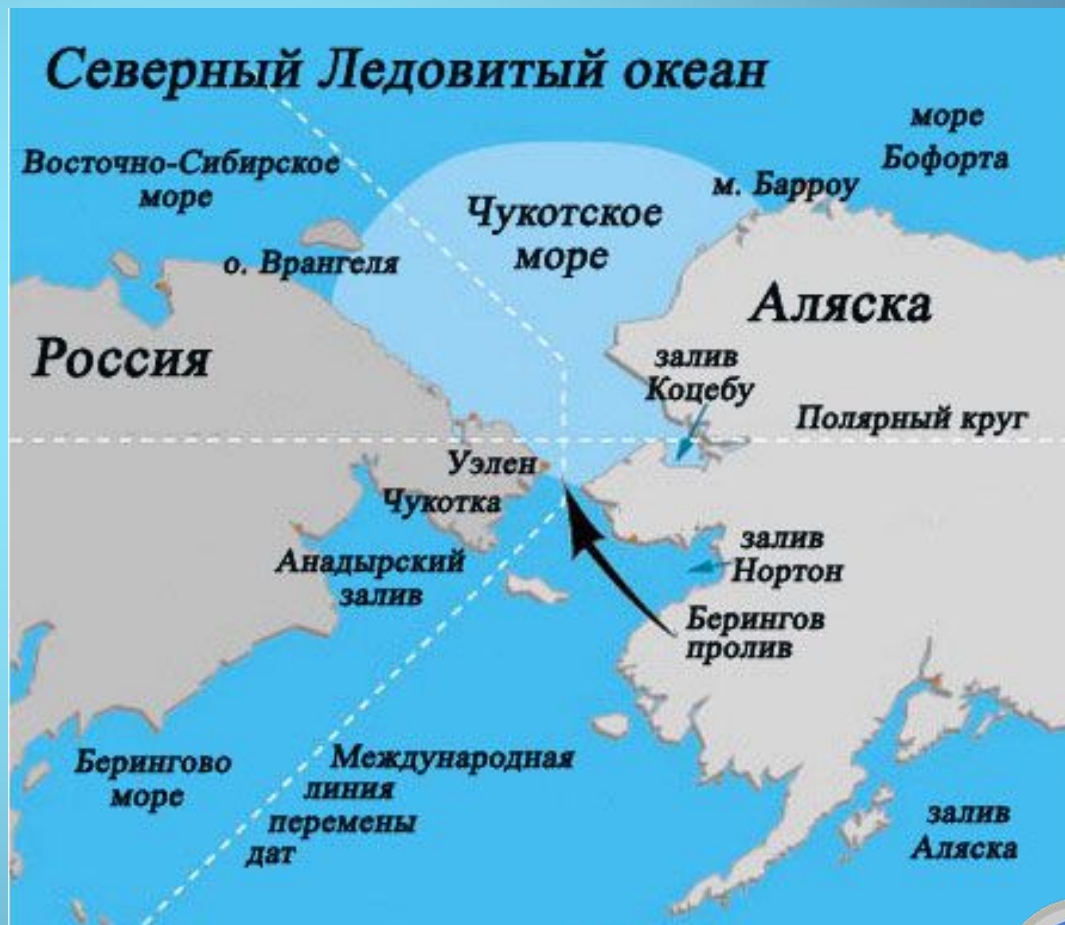 Северный Ледовитый океан
море
Бофорта
Восточно-Сибирское
море
м. Барроу
Чукотское
море
о. Врангеля
Аляска
Россия
залив
Коцебу
Полярный круг
Уэлен
Чукотка
залив
Нортон
Анадырский
залив
Берингов
пролив
Берингово
море
Международная
линия
перемены
дат
залив
Аляска